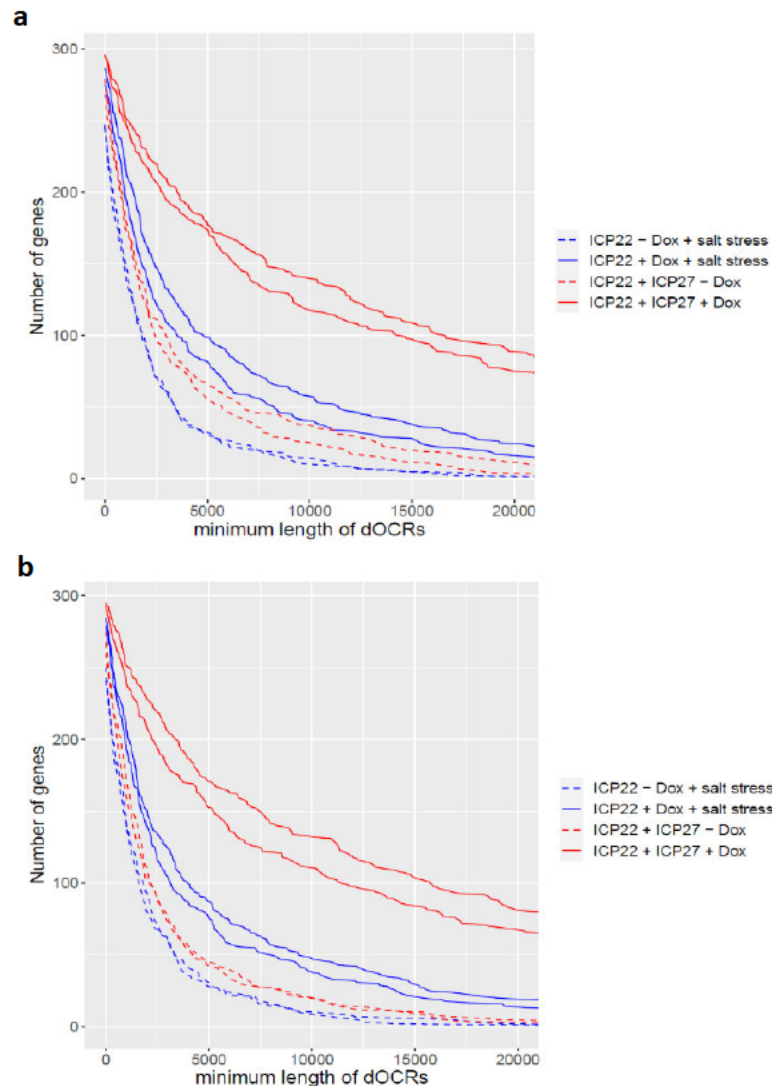 a
300
200
100
0
Number of genes
0 5000 10000 15000 20000
minimum length of dOCRs
ICP22 − Dox + salt stress
ICP22 + Dox + salt stress
ICP22 + ICP27 − Dox
ICP22 + ICP27 + Dox
b
300
200
100
0
Number of genes
0 5000 10000 15000 20000
minimum length of dOCRs
ICP22 − Dox + salt stress
ICP22 + Dox + salt stress
ICP22 + ICP27 − Dox
ICP22 + ICP27 + Dox